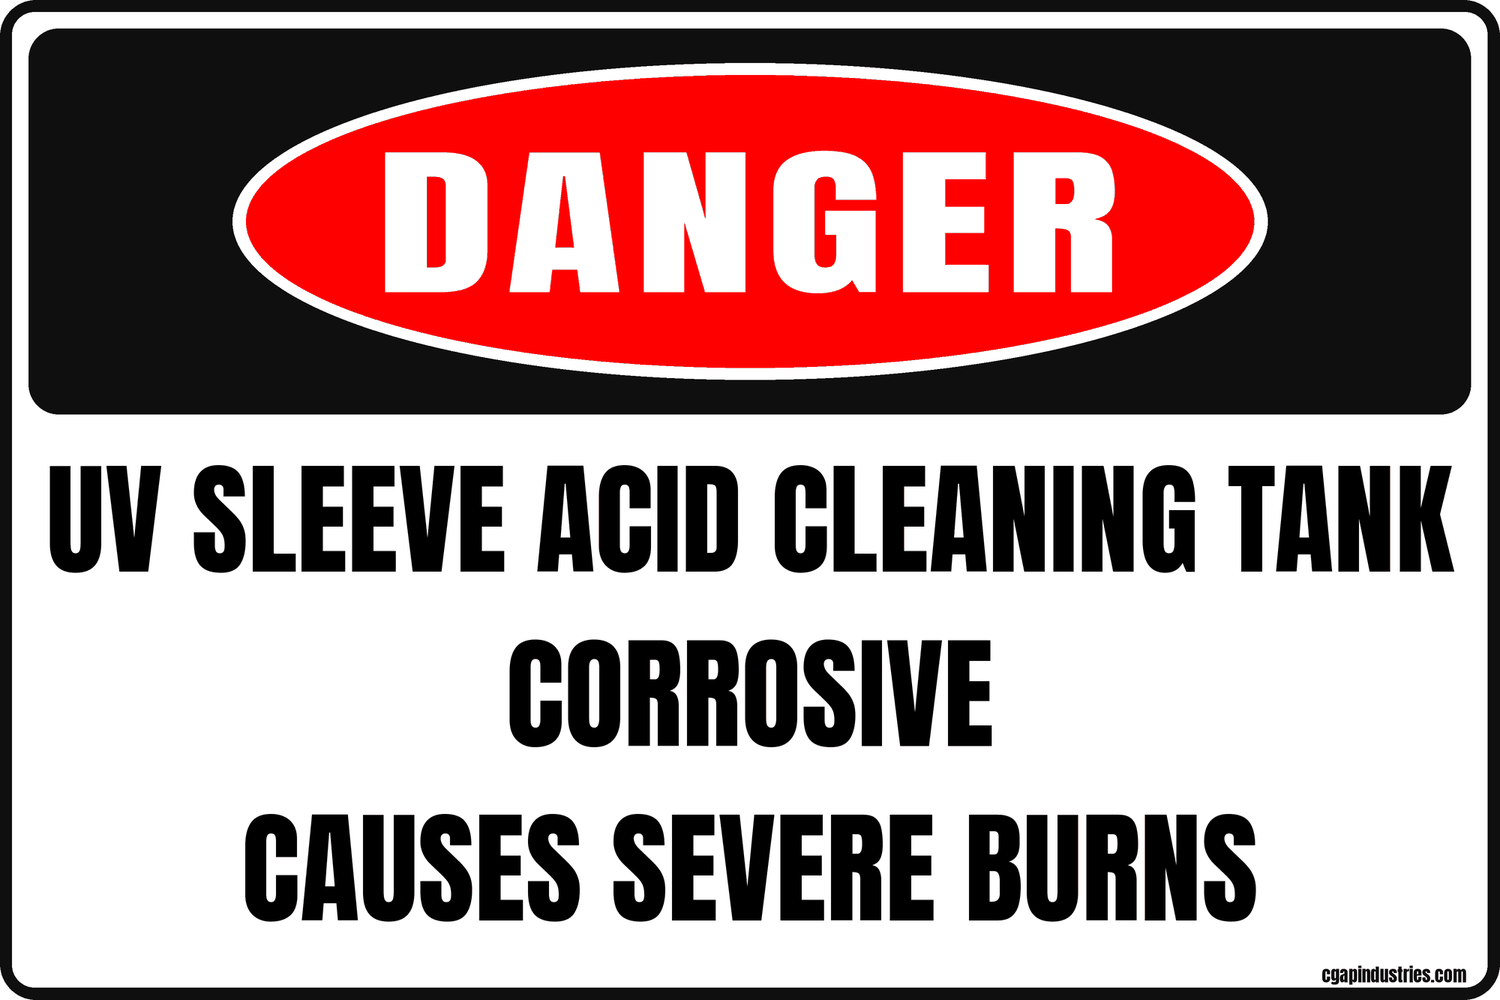 DANGER
UV SLEEVE ACID CLEANING TANK
CORROSIVE
CAUSES SEVERE BURNS
cgapindustries.com